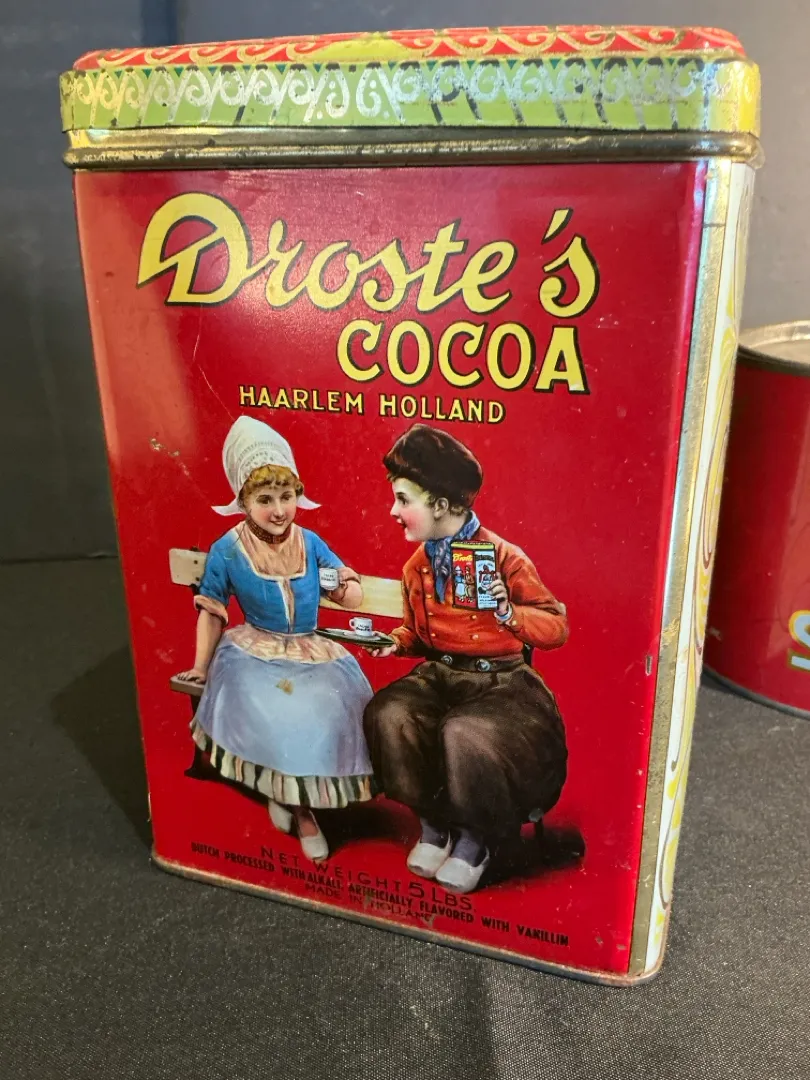 Droste's
COCOA
HAARLEM HOLLAND
Droste's
NET WEIGHT 5 LBS.
DUTCH PROCESSED WITH ALKALI, ARTIFICIALLY FLAVORED WITH VANILLIN
MADE IN HOLLAND
S